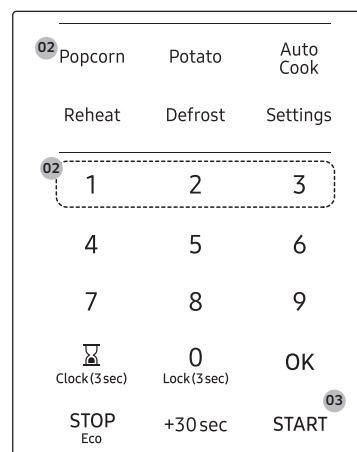 02 Popcorn Potato Auto Cook
Reheat Defrost Settings
02
1 2 3
4 5 6
7 8 9
0 OK
Clock(3 sec) Lock(3 sec)
03
STOP +30 sec START
Eco